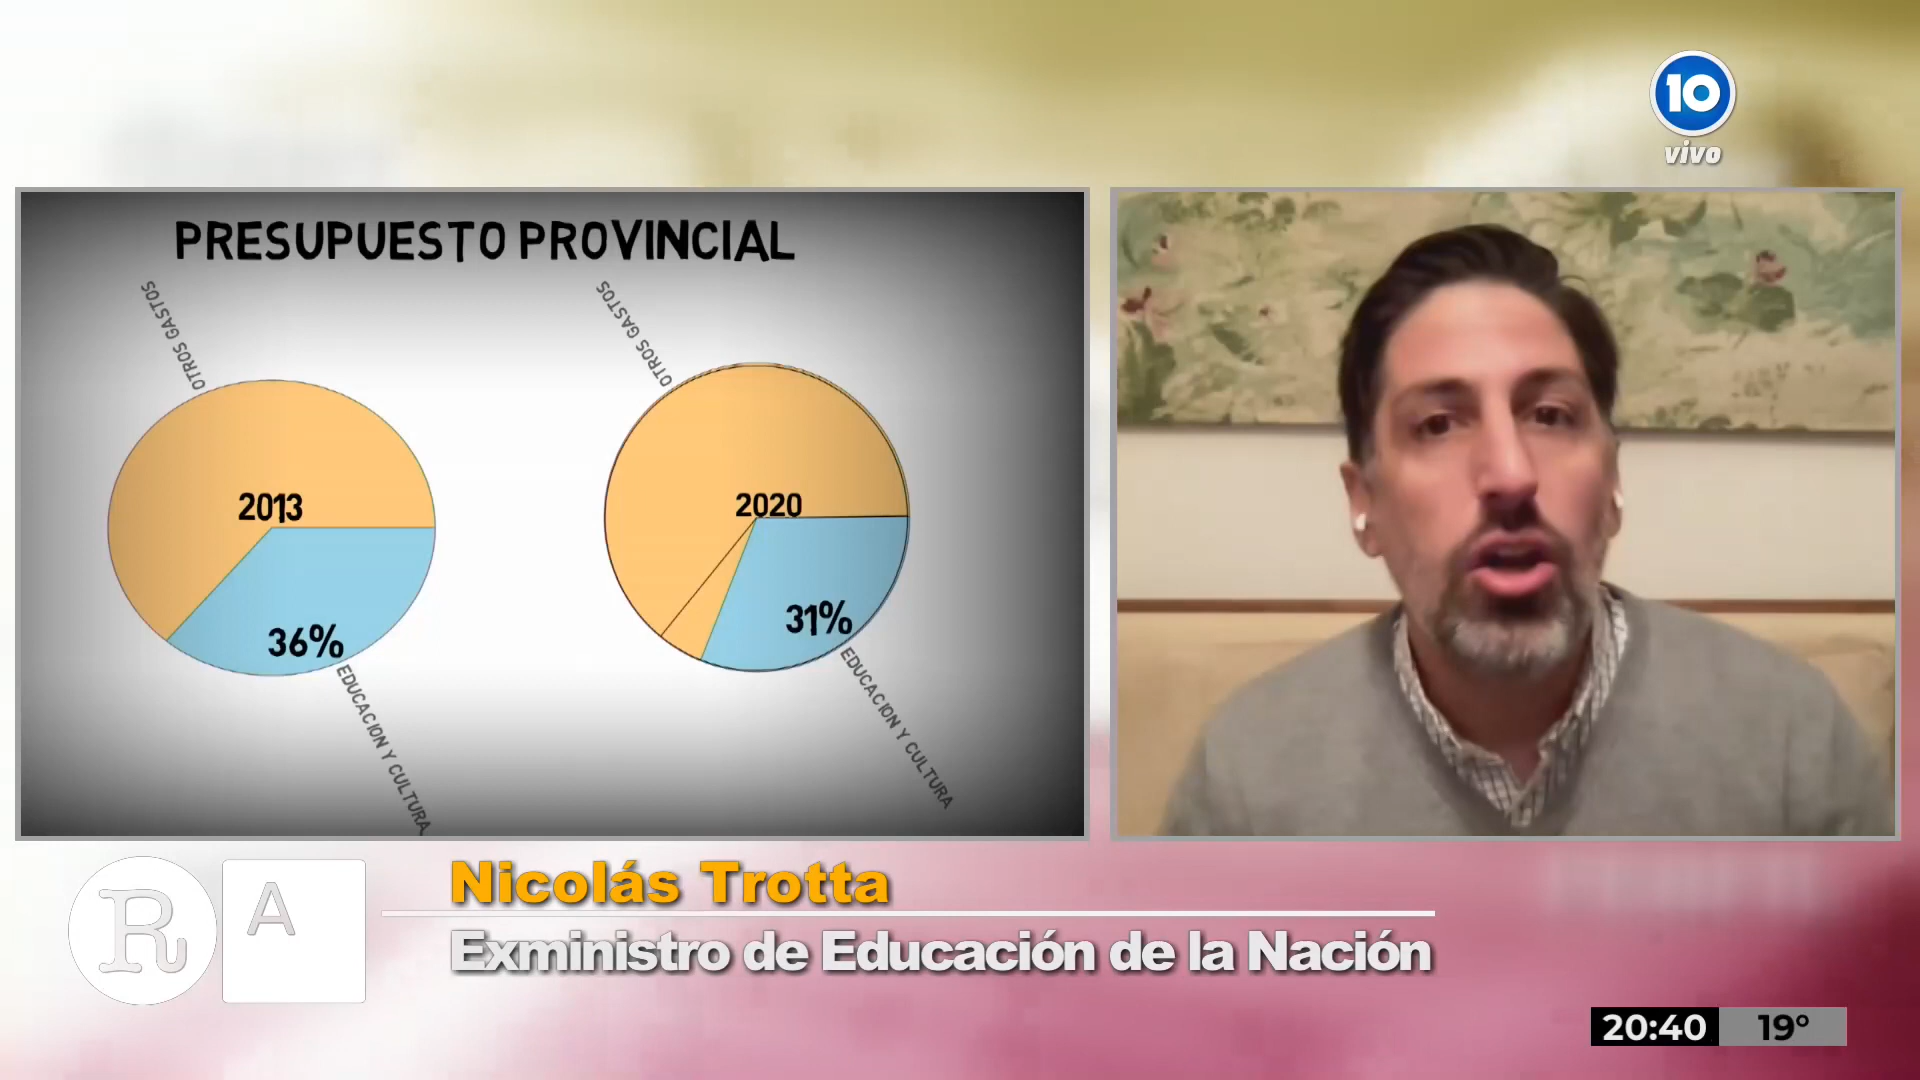 10
vivo
PRESUPUESTO PROVINCIAL
OTROS GASTOS
OTROS GASTOS
2013
2020
36%
31%
EDUCACION Y CULTURA
EDUCACION Y CULTURA
R A
Nicolás Trotta
Exministro de Educación de la Nación
20:40 19°